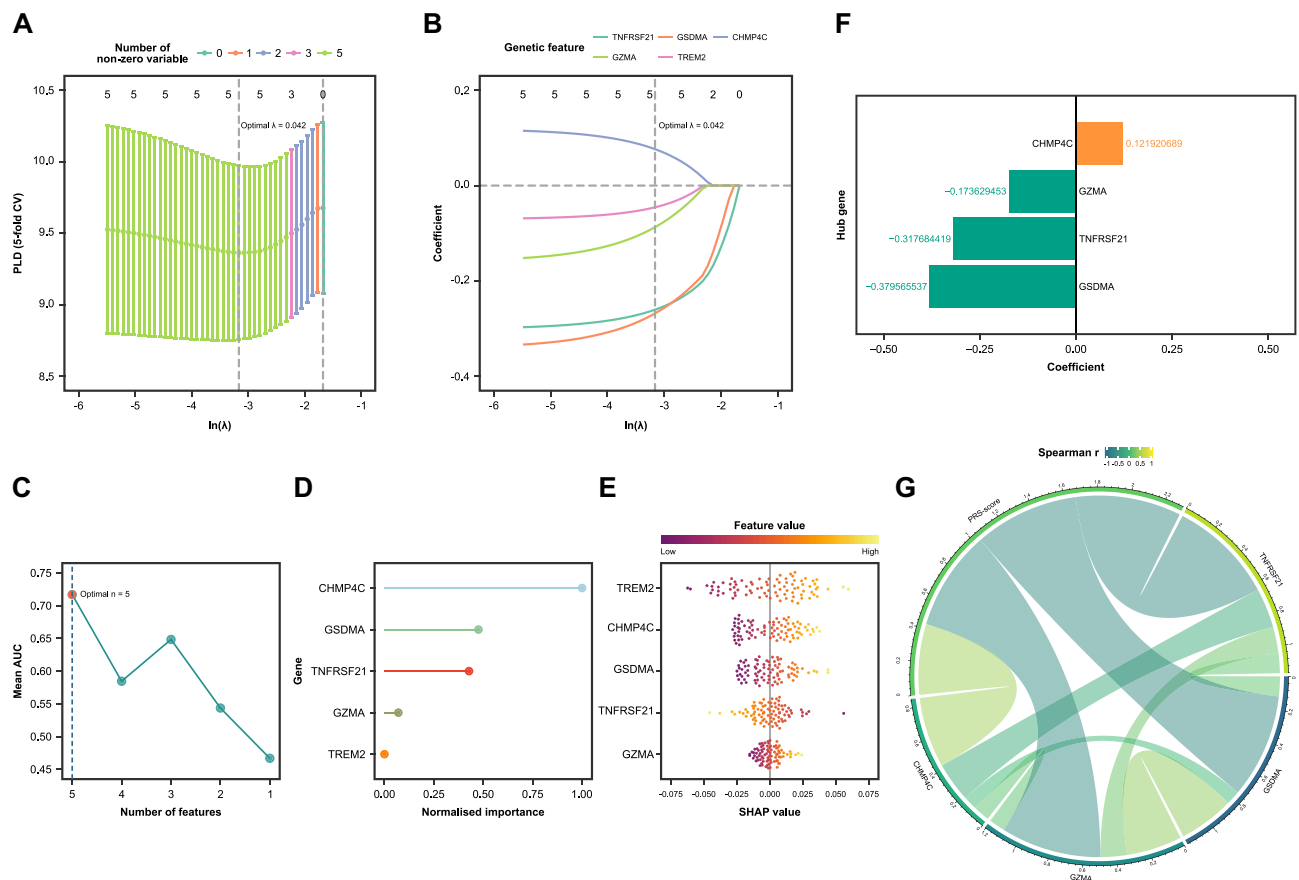 A
Number of
non-zero variable
0 1 2 3 5
10,5
10.0
9.5
9.0
8,5
5 5 5 5 5 5 3 0
Optimal λ = 0.042
PLD (5-fold CV)
-6 -5 -4 -3 -2 -1
ln(λ)
B
Genetic feature
TNFRSF21 GSDMA CHMP4C
GZMA TREM2
0,2
0.0
-0.2
-0,4
5 5 5 5 5 5 2 0
Optimal λ = 0.042
Coefficient
-6 -5 -4 -3 -2 -1
ln(λ)
F
Hub gene
CHMP4C 0.121920689
−0.173629453 GZMA
−0.317684419 TNFRSF21
−0.379565537 GSDMA
−0.50 −0.25 0.00 0.25 0.50
Coefficient
C
Mean AUC
0.75
0.70
0.65
0.60
0.55
0.50
0.45
Optimal n = 5
5 4 3 2 1
Number of features
D
Gene
CHMP4C
GSDMA
TNFRSF21
GZMA
TREM2
0.00 0.25 0.50 0.75 1.00
Normalised importance
E
Feature value
Low High
TREM2
CHMP4C
GSDMA
TNFRSF21
GZMA
-0.075 -0.050 -0.025 0.000 0.025 0.050 0.075
SHAP value
G
Spearman r
-1 -0.5 0 0.5 1
PRS-score
TNFRSF21
GSDMA
GZMA
CHMP4C